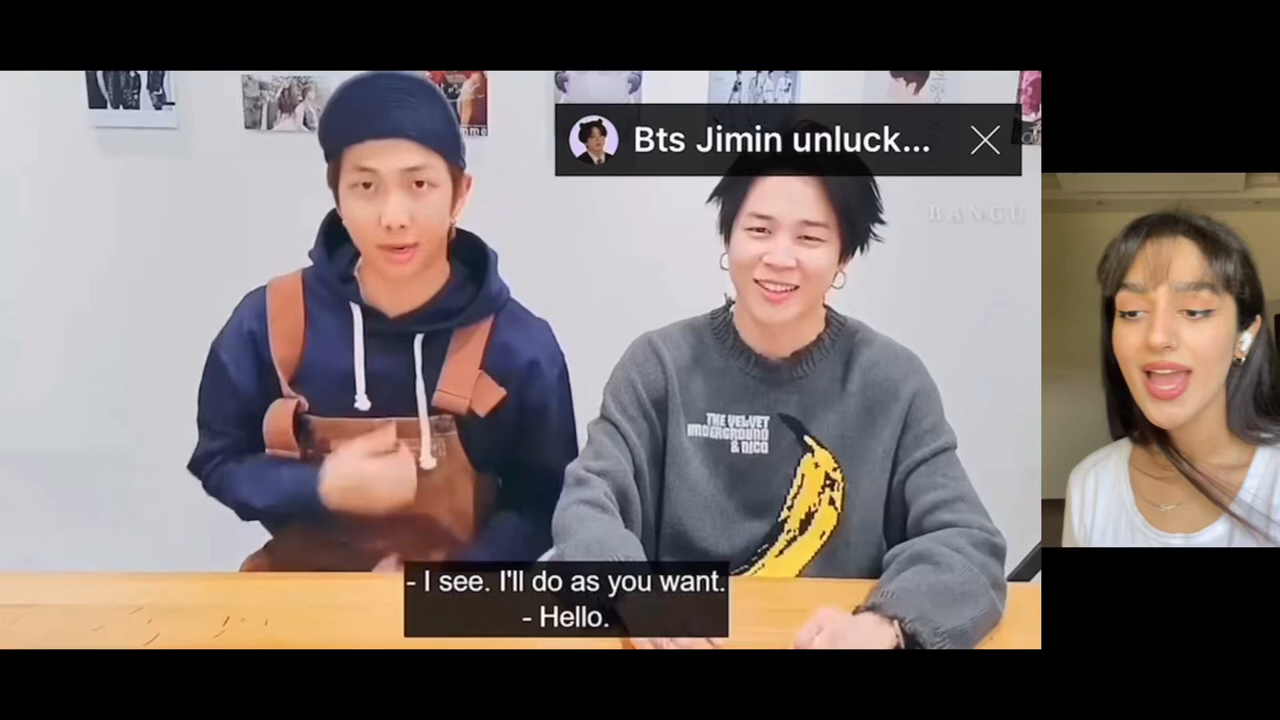 Bts Jimin unluck...
BANGU
THE VELVET
UNDERGROUND
& NICO
- I see. I'll do as you want.
- Hello.